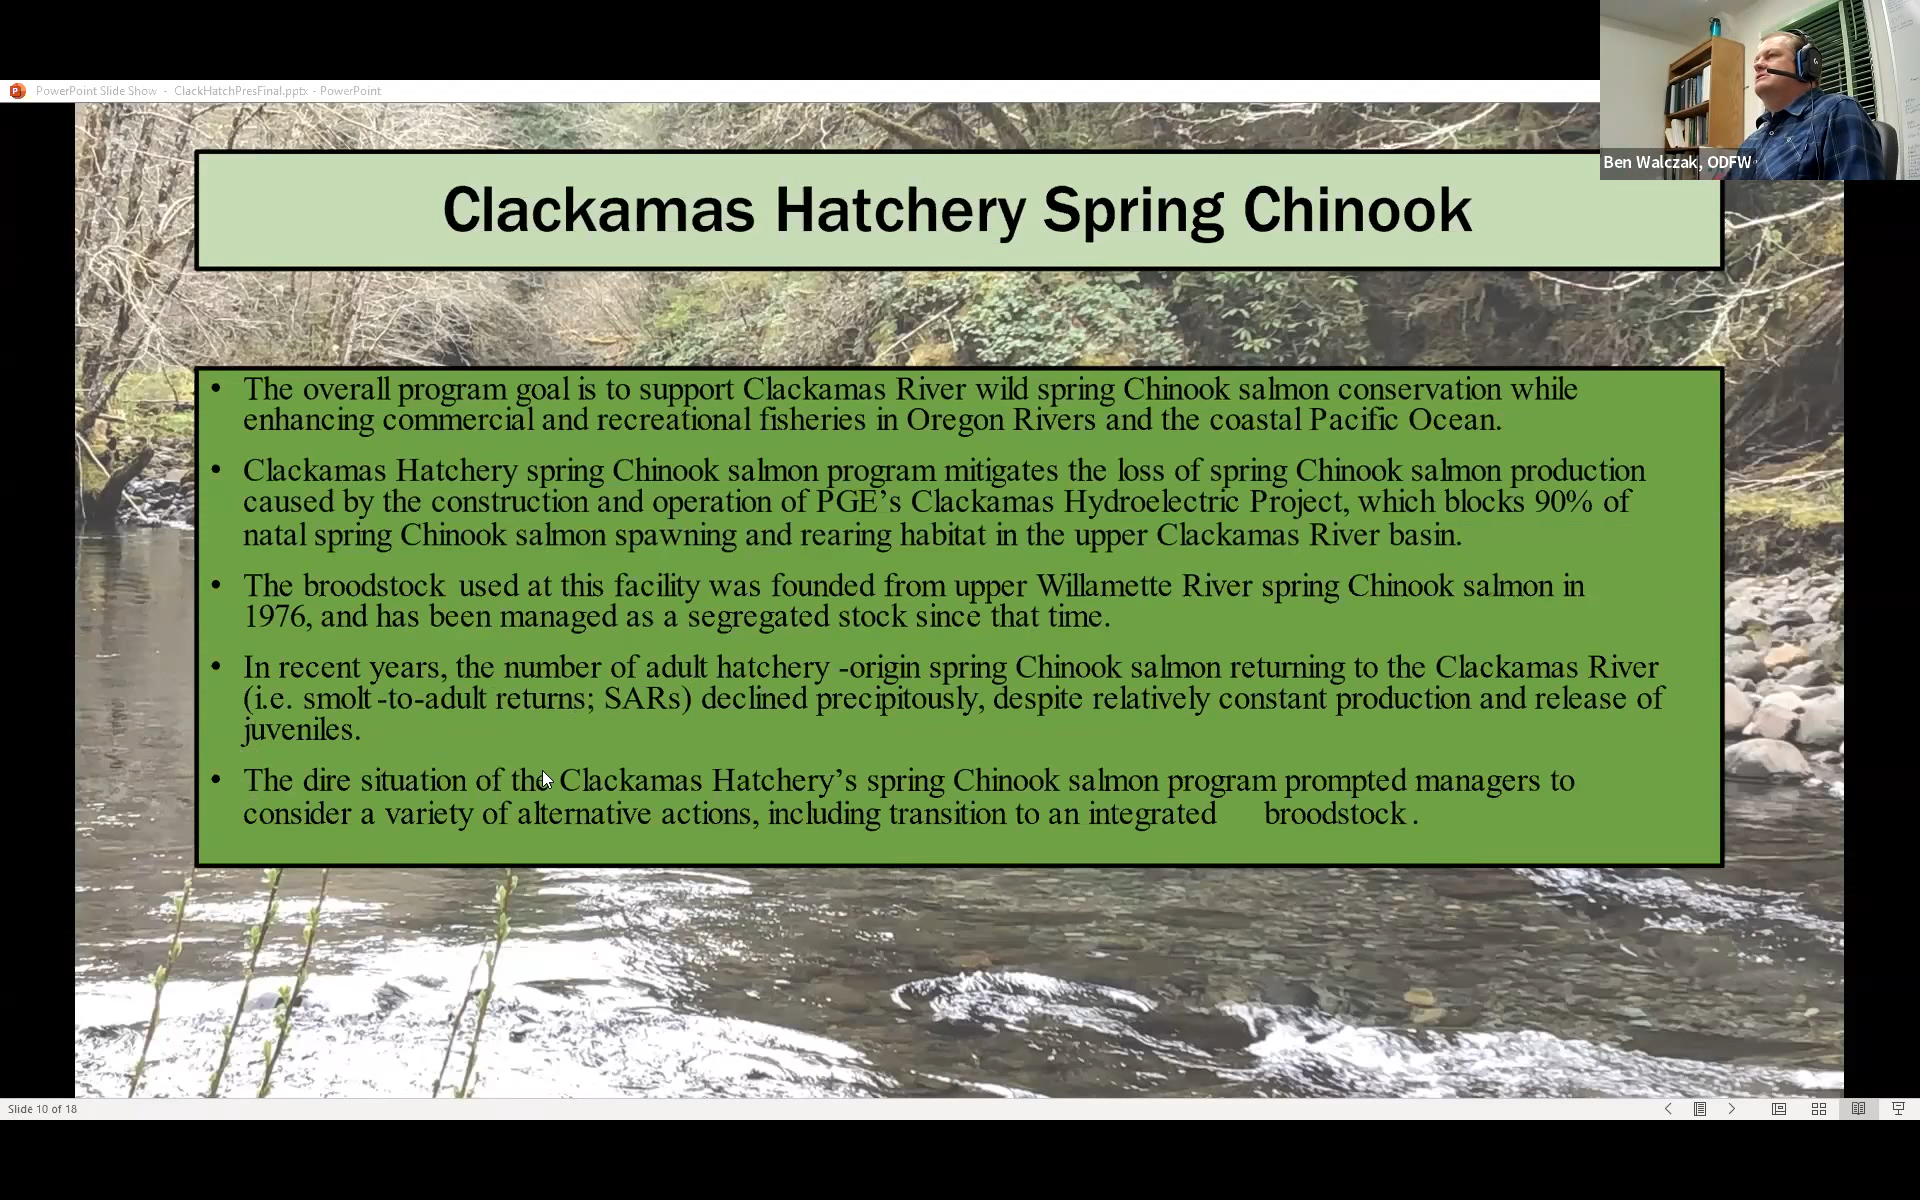 PowerPoint Slide Show - ClackHatchPresFinal.pptx - PowerPoint
Ben Walczak, ODFW
Clackamas Hatchery Spring Chinook
• The overall program goal is to support Clackamas River wild spring Chinook salmon conservation while
enhancing commercial and recreational fisheries in Oregon Rivers and the coastal Pacific Ocean.
• Clackamas Hatchery spring Chinook salmon program mitigates the loss of spring Chinook salmon production
caused by the construction and operation of PGE’s Clackamas Hydroelectric Project, which blocks 90% of
natal spring Chinook salmon spawning and rearing habitat in the upper Clackamas River basin.
• The broodstock used at this facility was founded from upper Willamette River spring Chinook salmon in
1976, and has been managed as a segregated stock since that time.
• In recent years, the number of adult hatchery -origin spring Chinook salmon returning to the Clackamas River
(i.e. smolt -to-adult returns; SARs) declined precipitously, despite relatively constant production and release of
juveniles.
• The dire situation of the Clackamas Hatchery’s spring Chinook salmon program prompted managers to
consider a variety of alternative actions, including transition to an integrated broodstock .
Slide 10 of 18